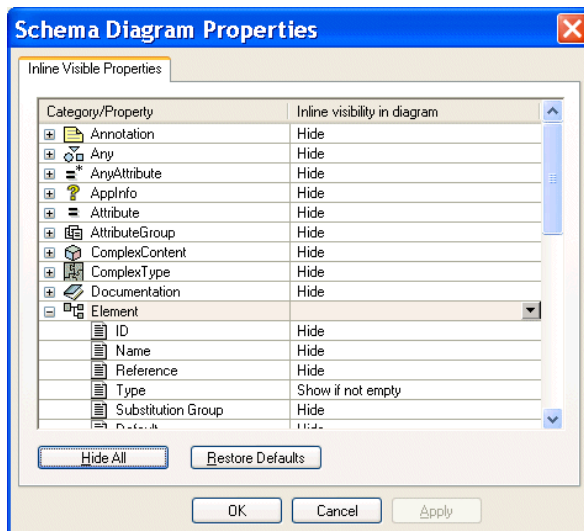 Schema Diagram Properties
Inline Visible Properties
Category/Property Inline visibility in diagram
Annotation Hide
Any Hide
AnyAttribute Hide
AppInfo Hide
Attribute Hide
AttributeGroup Hide
ComplexContent Hide
ComplexType Hide
Documentation Hide
Element
ID Hide
Name Hide
Reference Hide
Type Show if not empty
Substitution Group Hide
Default Hide
Hide All Restore Defaults
OK Cancel Apply